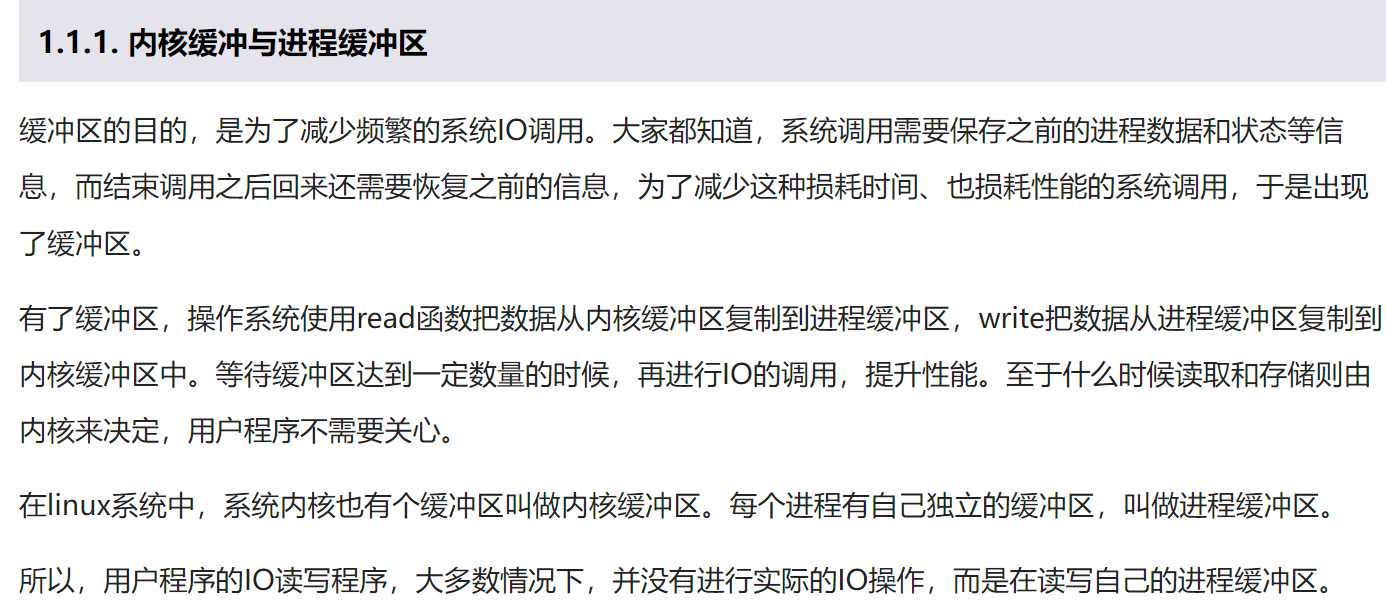 1.1.1. 内核缓冲与进程缓冲区
缓冲区的目的，是为了减少频繁的系统IO调用。大家都知道，系统调用需要保存之前的进程数据和状态等信
息，而结束调用之后回来还需要恢复之前的信息，为了减少这种损耗时间、也损耗性能的系统调用，于是出现
了缓冲区。
有了缓冲区，操作系统使用read函数把数据从内核缓冲区复制到进程缓冲区，write把数据从进程缓冲区复制到
内核缓冲区中。等待缓冲区达到一定数量的时候，再进行IO的调用，提升性能。至于什么时候读取和存储则由
内核来决定，用户程序不需要关心。
在linux系统中，系统内核也有个缓冲区叫做内核缓冲区。每个进程有自己独立的缓冲区，叫做进程缓冲区。
所以，用户程序的IO读写程序，大多数情况下，并没有进行实际的IO操作，而是在读写自己的进程缓冲区。